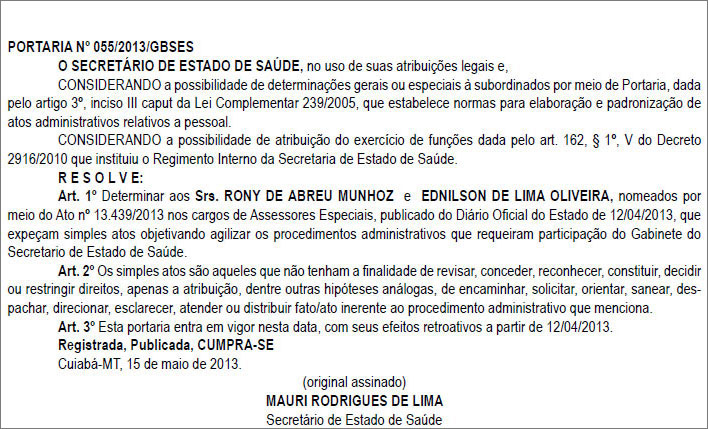 PORTARIA Nº 055/2013/GBSES
O SECRETÁRIO DE ESTADO DE SAÚDE, no uso de suas atribuições legais e,
CONSIDERANDO a possibilidade de determinações gerais ou especiais à subordinados por meio de Portaria, dada
pelo artigo 3º, inciso III caput da Lei Complementar 239/2005, que estabelece normas para elaboração e padronização de
atos administrativos relativos a pessoal.
CONSIDERANDO a possibilidade de atribuição do exercício de funções dada pelo art. 162, § 1º, V do Decreto
2916/2010 que instituiu o Regimento Interno da Secretaria de Estado de Saúde.
R E S O L V E:
Art. 1º Determinar aos Srs. RONY DE ABREU MUNHOZ e EDNILSON DE LIMA OLIVEIRA, nomeados por
meio do Ato nº 13.439/2013 nos cargos de Assessores Especiais, publicado do Diário Oficial do Estado de 12/04/2013, que
expeçam simples atos objetivando agilizar os procedimentos administrativos que requeiram participação do Gabinete do
Secretario de Estado de Saúde.
Art. 2º Os simples atos são aqueles que não tenham a finalidade de revisar, conceder, reconhecer, constituir, decidir
ou restringir direitos, apenas a atribuição, dentre outras hipóteses análogas, de encaminhar, solicitar, orientar, sanear, des-
pachar, direcionar, esclarecer, atender ou distribuir fato/ato inerente ao procedimento administrativo que menciona.
Art. 3º Esta portaria entra em vigor nesta data, com seus efeitos retroativos a partir de 12/04/2013.
Registrada, Publicada, CUMPRA-SE
Cuiabá-MT, 15 de maio de 2013.
(original assinado)
MAURI RODRIGUES DE LIMA
Secretário de Estado de Saúde